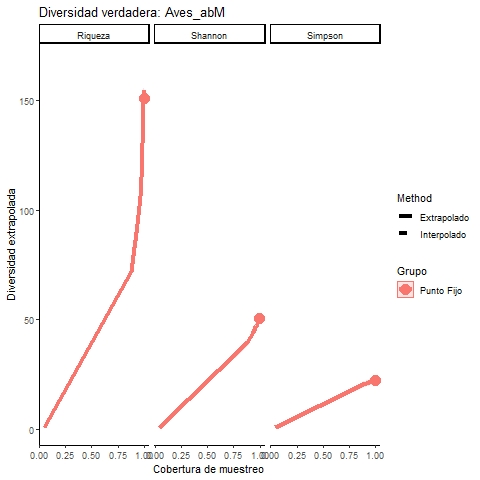 Diversidad verdadera: Aves_abM
Riqueza
Shannon
Simpson
150
100
50
0
Diversidad extrapolada
0.00 0.25 0.50 0.75 1.00
0.00 0.25 0.50 0.75 1.00
0.00 0.25 0.50 0.75 1.00
Cobertura de muestreo
Method
Extrapolado
Interpolado
Grupo
Punto Fijo